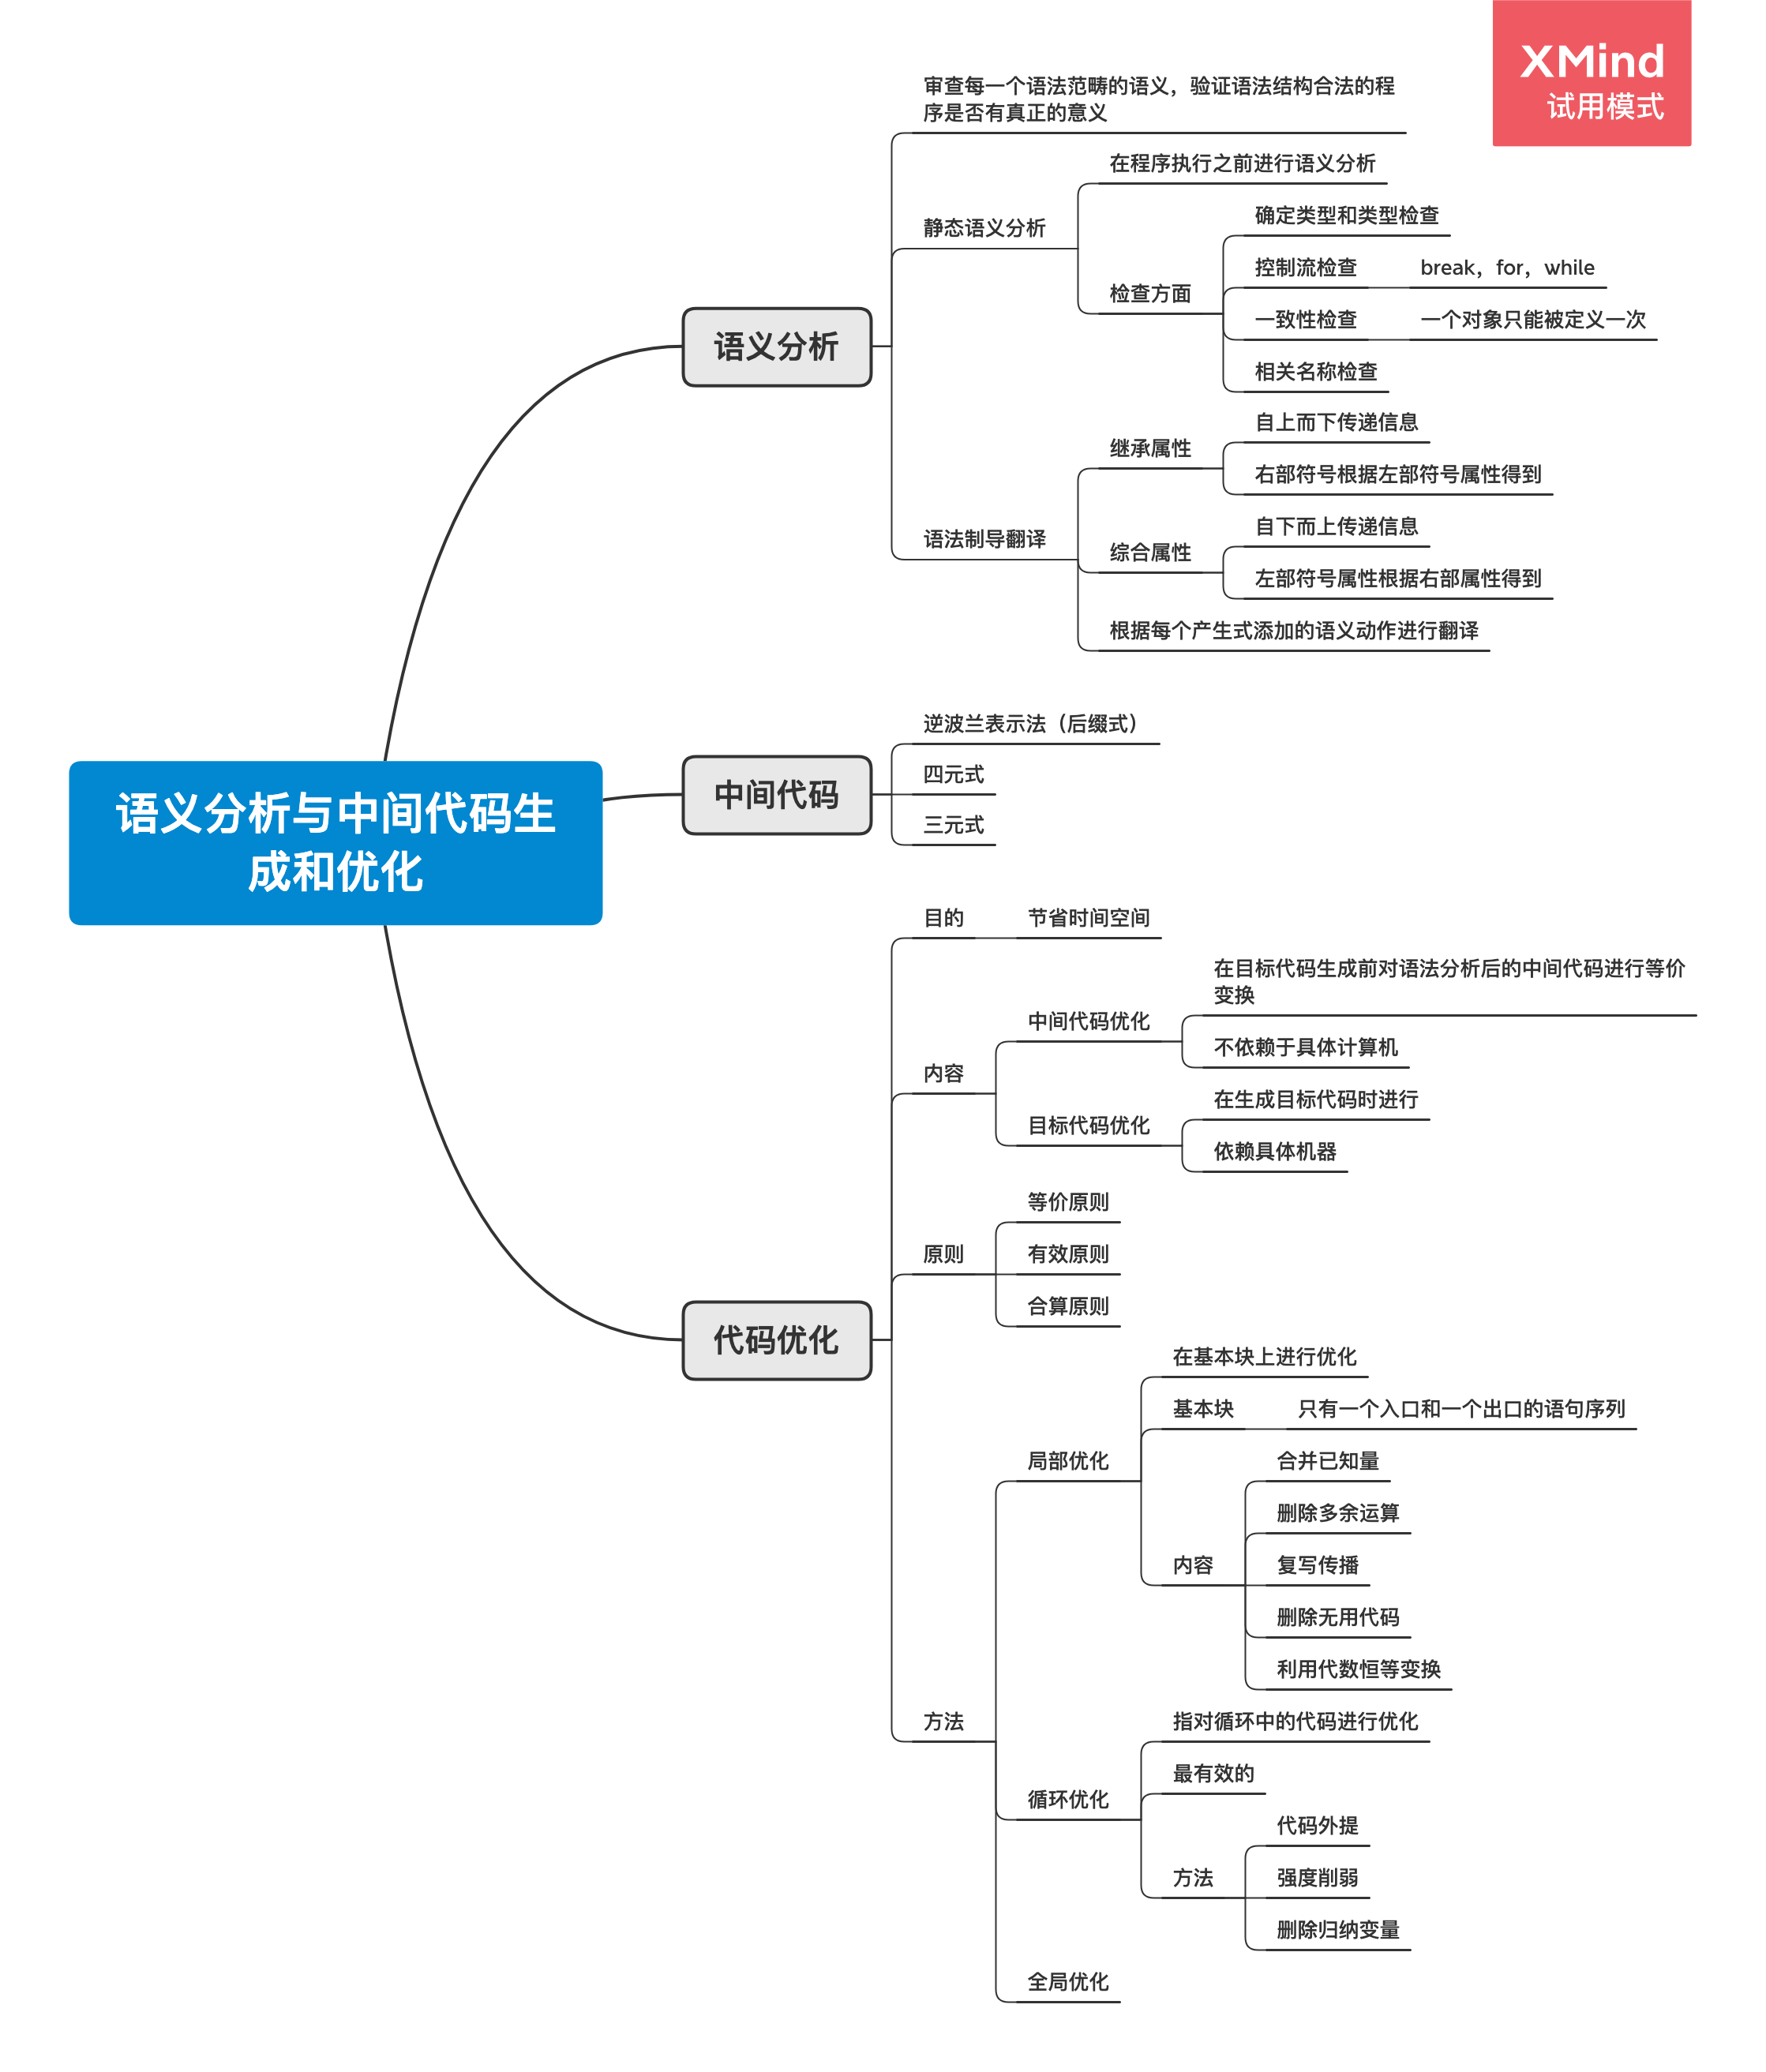 XMind
试用模式
语义分析与中间代码生
成和优化
语义分析
审查每一个语法范畴的语义，验证语法结构合法的程
序是否有真正的意义
静态语义分析
在程序执行之前进行语义分析
检查方面
确定类型和类型检查
控制流检查
break，for，while
一致性检查
一个对象只能被定义一次
相关名称检查
语法制导翻译
继承属性
自上而下传递信息
右部符号根据左部符号属性得到
综合属性
自下而上传递信息
左部符号属性根据右部属性得到
根据每个产生式添加的语义动作进行翻译
中间代码
逆波兰表示法（后缀式）
四元式
三元式
代码优化
目的
节省时间空间
内容
中间代码优化
在目标代码生成前对语法分析后的中间代码进行等价
变换
不依赖于具体计算机
目标代码优化
在生成目标代码时进行
依赖具体机器
原则
等价原则
有效原则
合算原则
方法
局部优化
在基本块上进行优化
基本块
只有一个入口和一个出口的语句序列
内容
合并已知量
删除多余运算
复写传播
删除无用代码
利用代数恒等变换
循环优化
指对循环中的代码进行优化
最有效的
方法
代码外提
强度削弱
删除归纳变量
全局优化